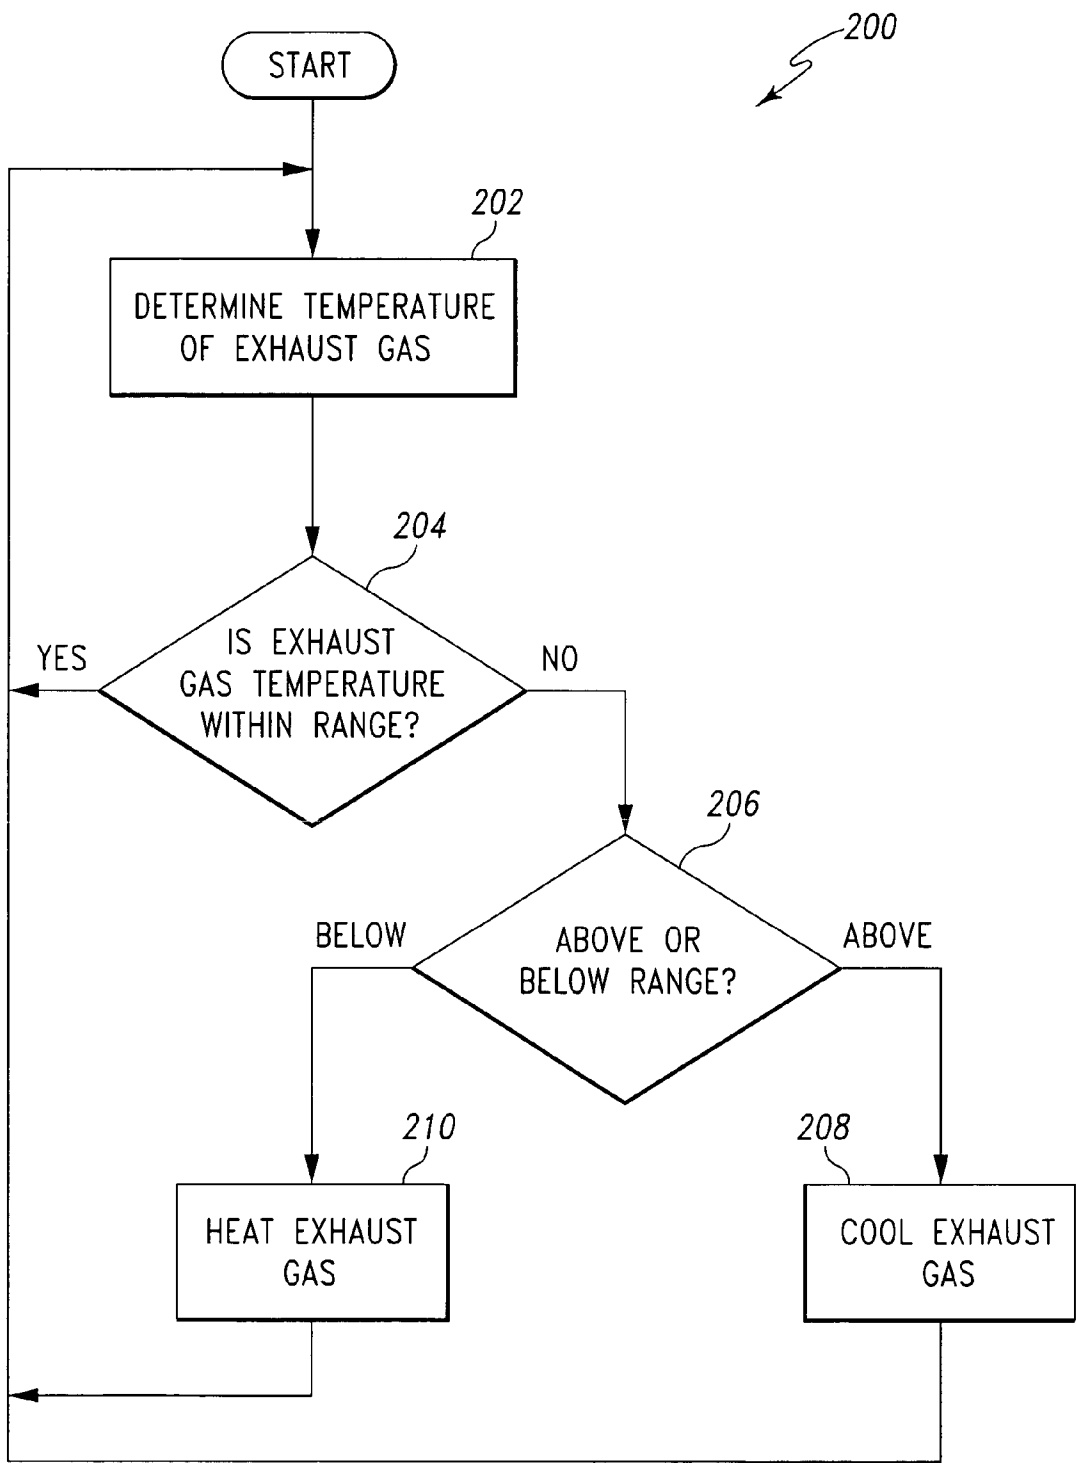 200
START
202
DETERMINE TEMPERATURE
OF EXHAUST GAS
204
IS EXHAUST
GAS TEMPERATURE
WITHIN RANGE?
YES
NO
206
ABOVE OR
BELOW RANGE?
BELOW
ABOVE
210
HEAT EXHAUST
GAS
208
COOL EXHAUST
GAS